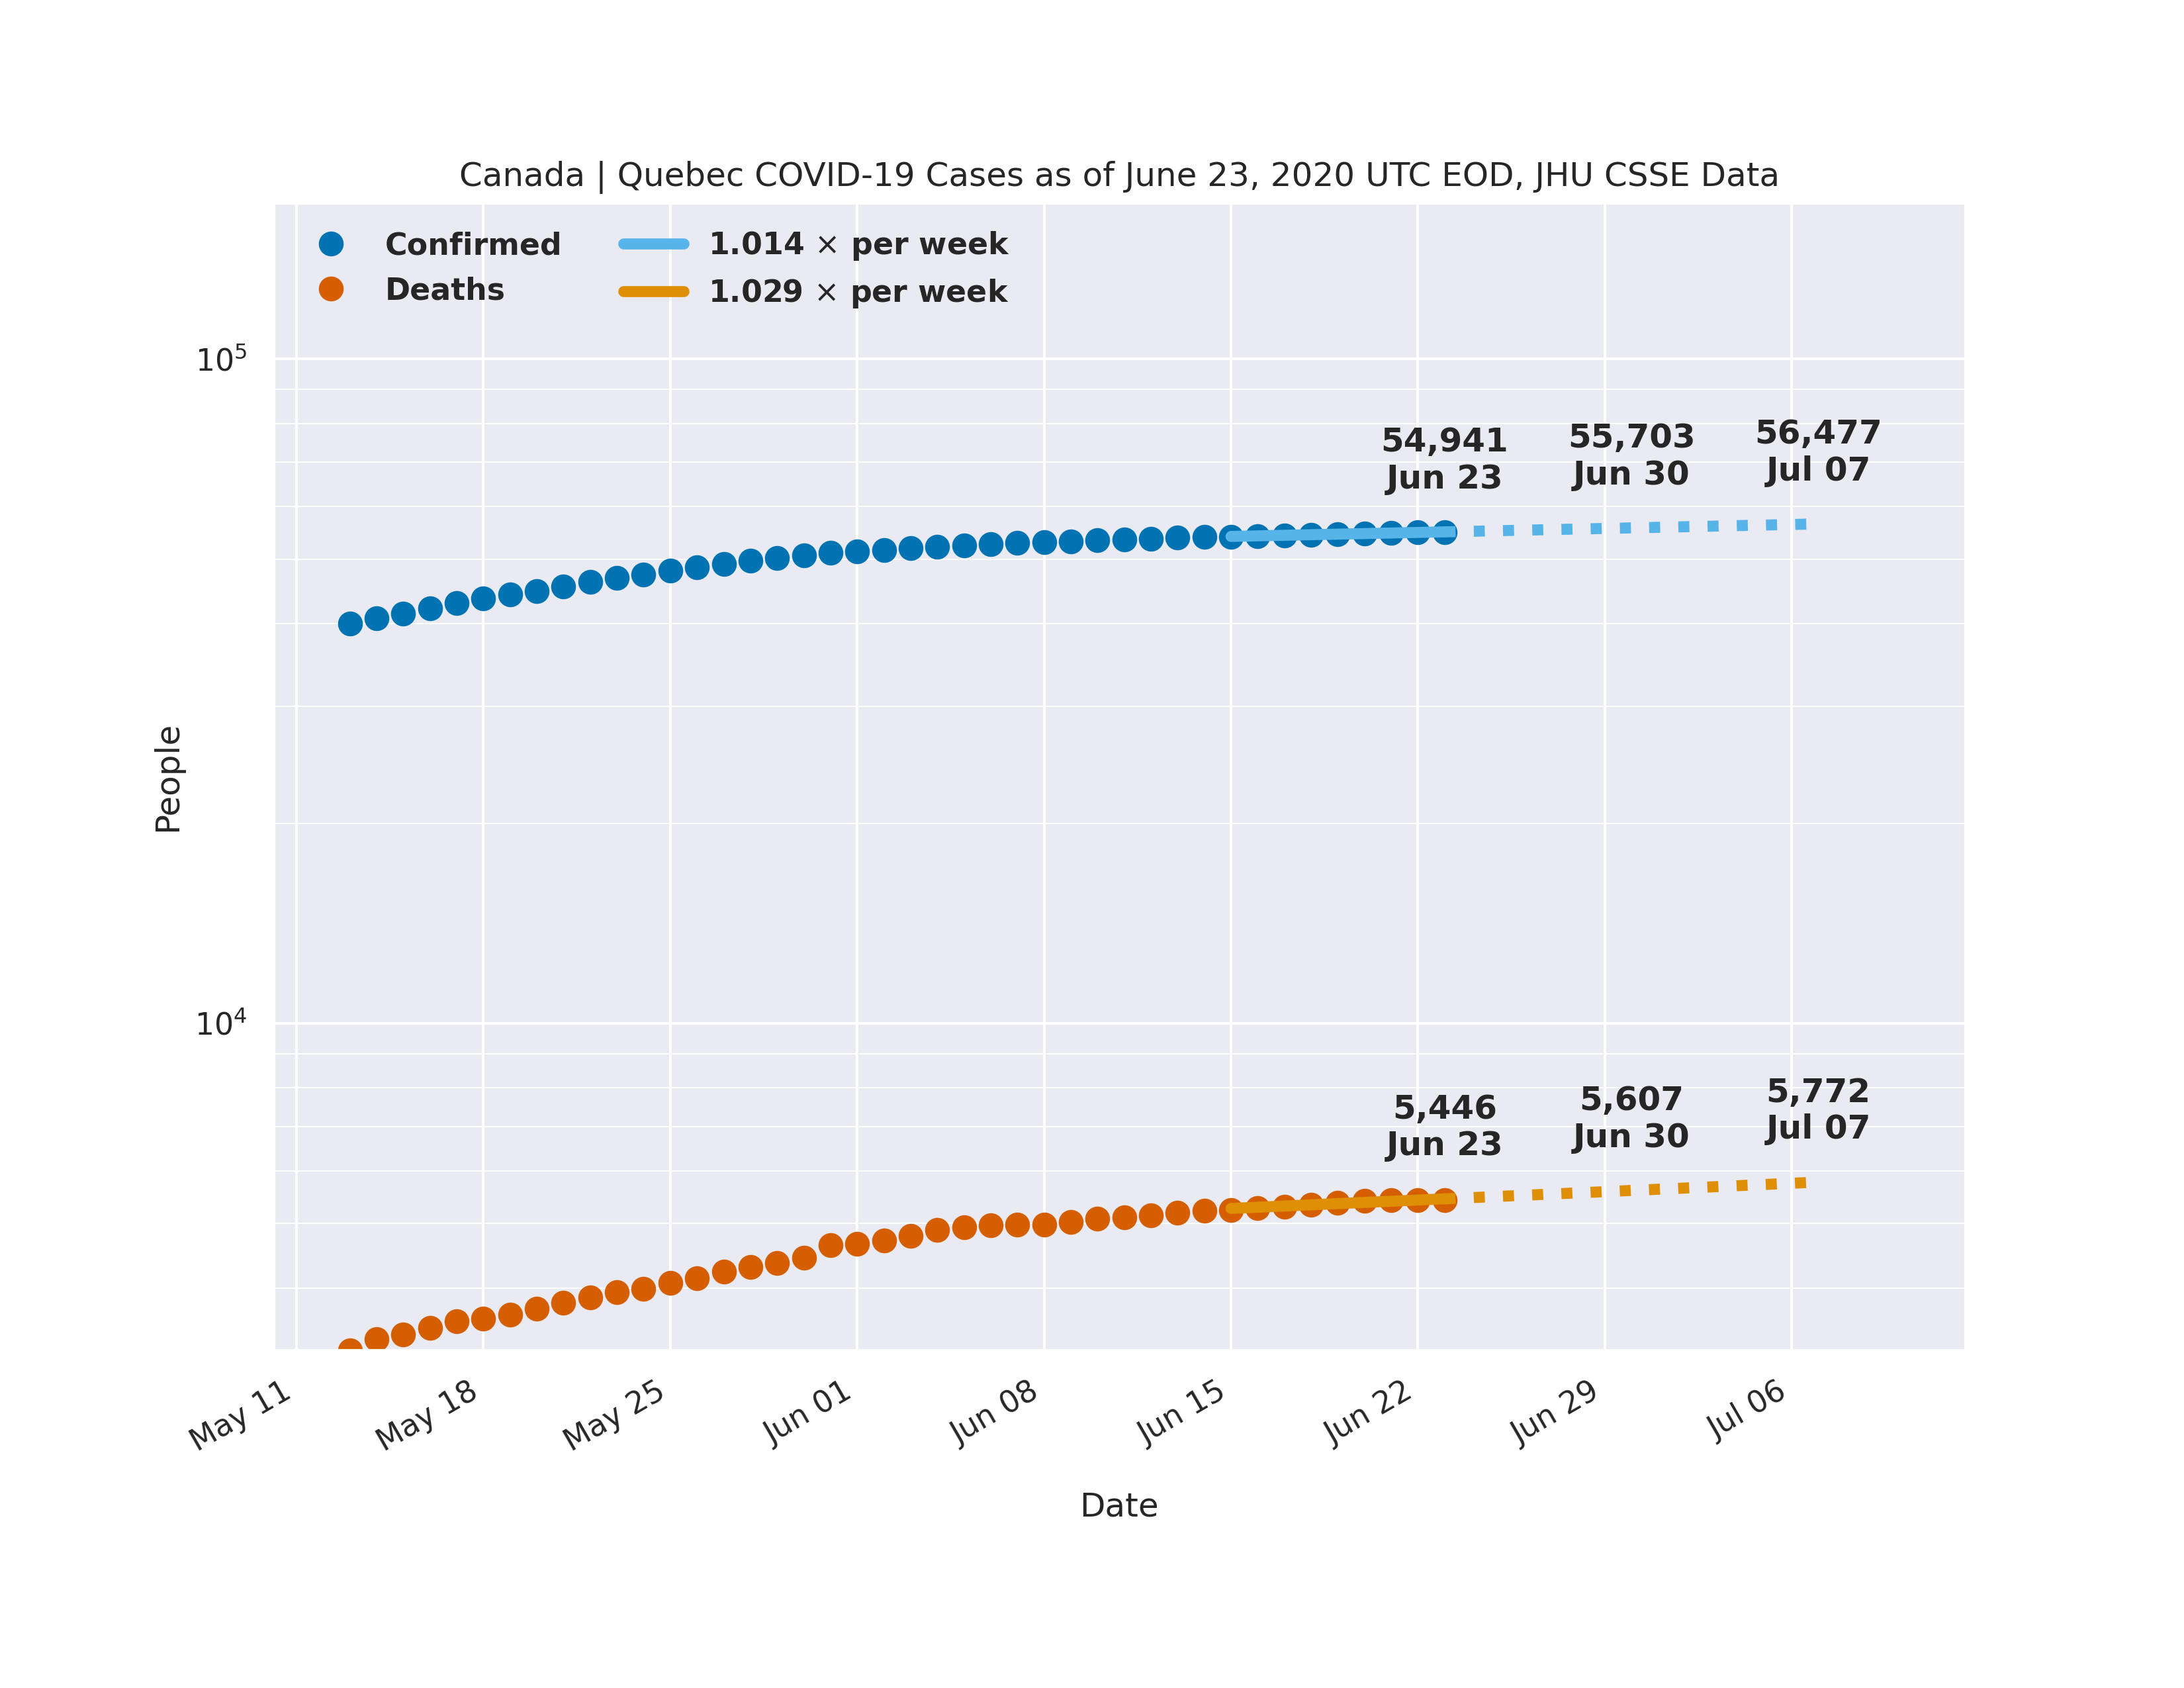 Canada | Quebec COVID-19 Cases as of June 23, 2020 UTC EOD, JHU CSSE Data
Confirmed
Deaths
1.014 × per week
1.029 × per week
10⁵
10⁴
People
54,941
Jun 23
55,703
Jun 30
56,477
Jul 07
5,446
Jun 23
5,607
Jun 30
5,772
Jul 07
May 11
May 18
May 25
Jun 01
Jun 08
Jun 15
Jun 22
Jun 29
Jul 06
Date